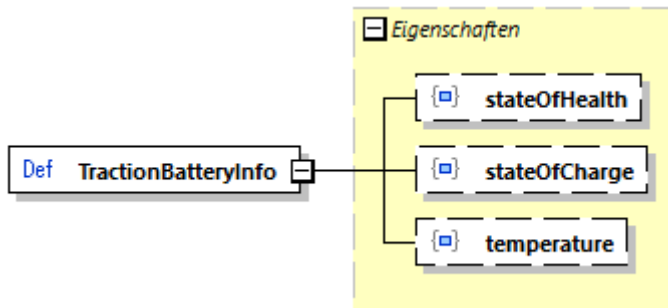 Eigenschaften
{} stateOfHealth
Def TractionBatteryInfo
{} stateOfCharge
{} temperature